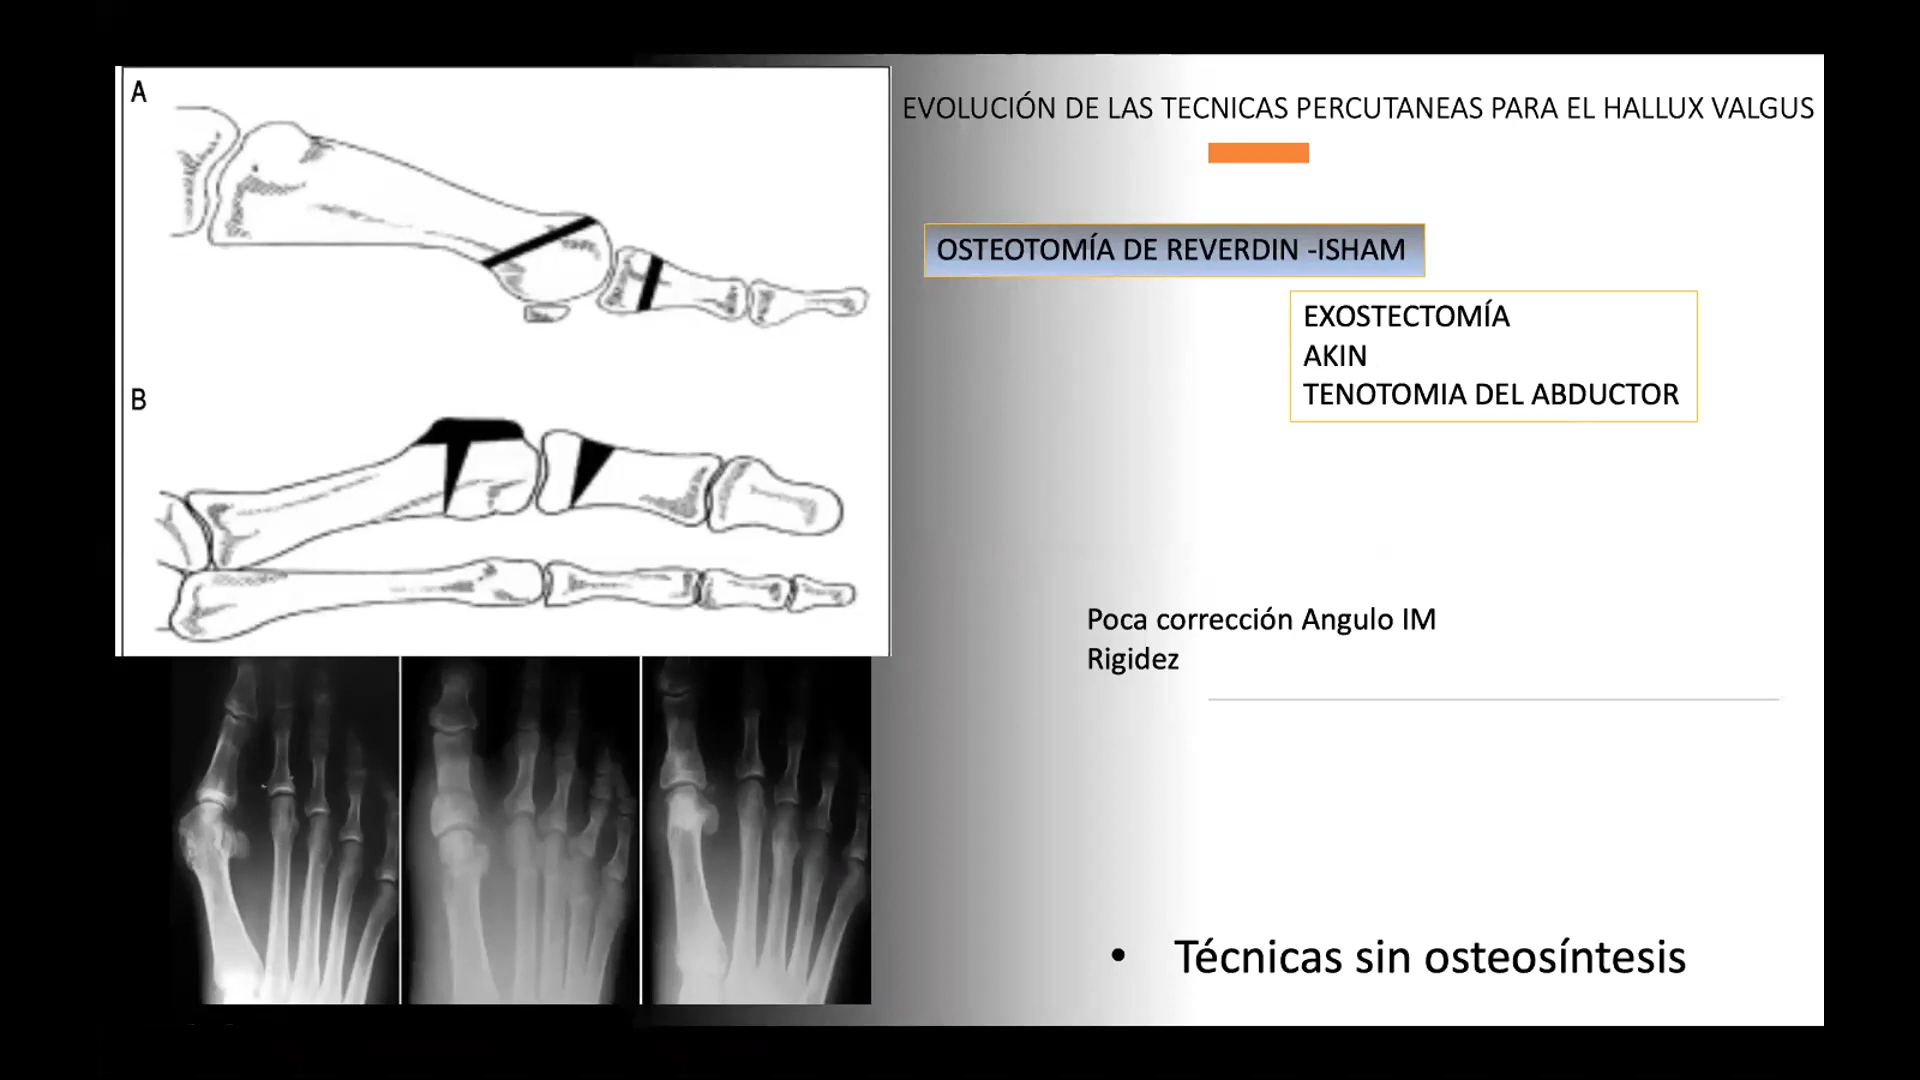 A
B
EVOLUCIÓN DE LAS TECNICAS PERCUTANEAS PARA EL HALLUX VALGUS
OSTEOTOMÍA DE REVERDIN -ISHAM
EXOSTECTOMÍA
AKIN
TENOTOMIA DEL ABDUCTOR
Poca corrección Angulo IM
Rigidez
• Técnicas sin osteosíntesis